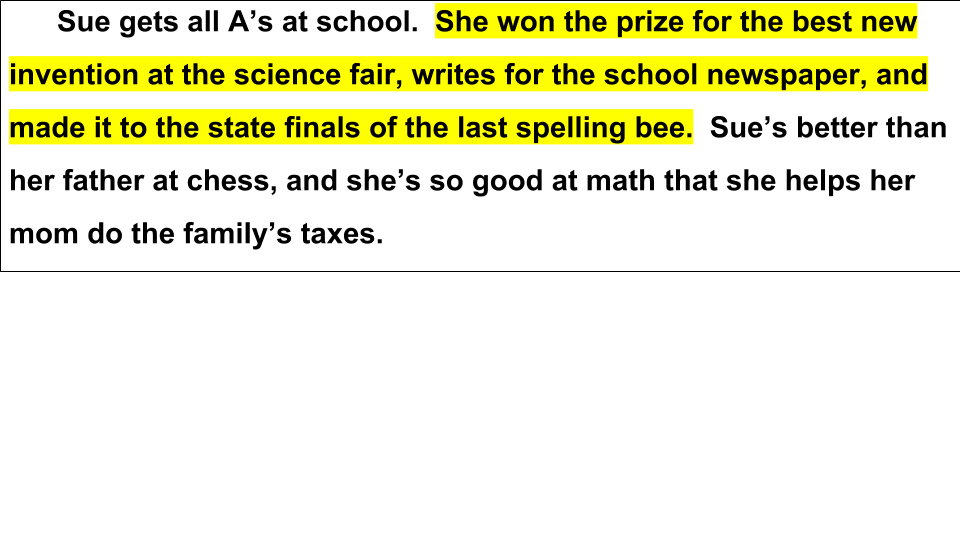 Sue gets all A’s at school.  She won the prize for the best new
invention at the science fair, writes for the school newspaper, and
made it to the state finals of the last spelling bee.  Sue’s better than
her father at chess, and she’s so good at math that she helps her
mom do the family’s taxes.